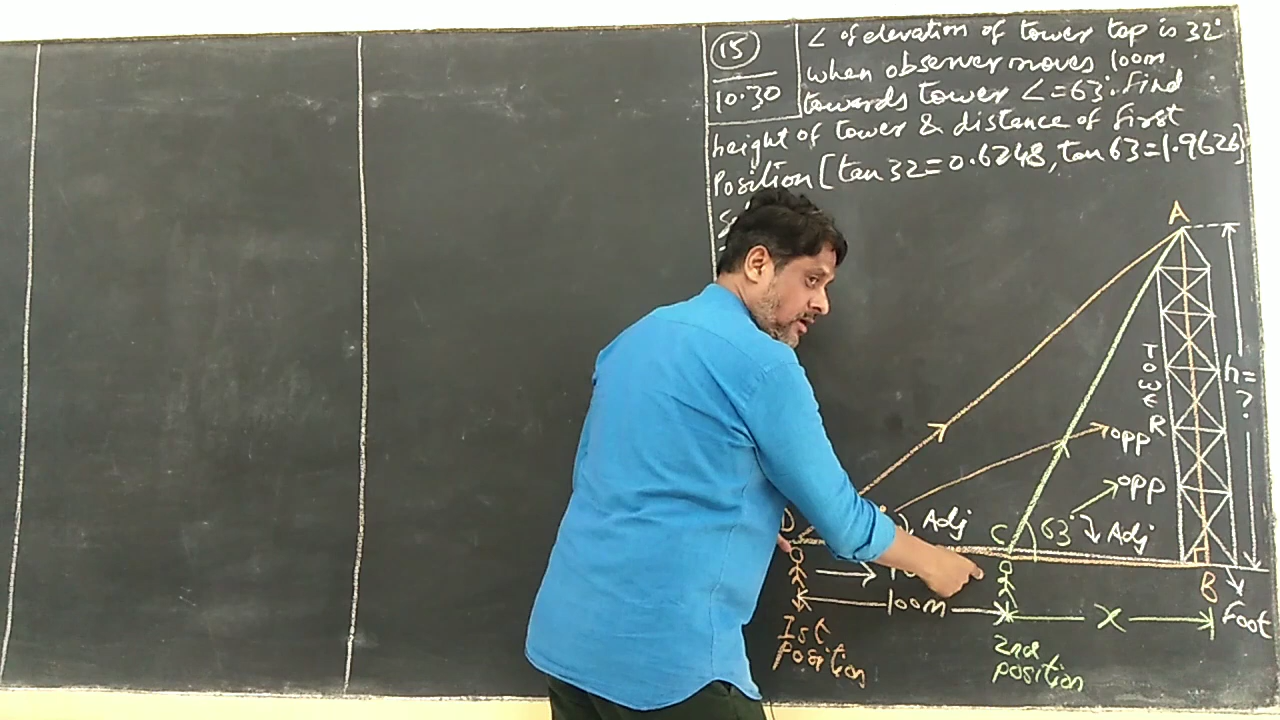 15
10.30
∠ of elevation of tower top is 32°
when observer moves 100m
towards tower ∠=63°. Find
height of tower & distance of first
Position [tan 32=0.6248, tan 63=1.9626]
A
TOWER
h=
?
opp
opp
D
Adj
C
63°
Adj
B
Foot
100m
x
Ist
Position
2nd
position